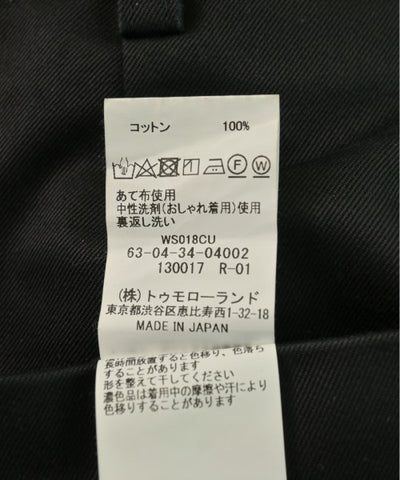 コットン 100%
F W
あて布使用
中性洗剤(おしゃれ着用)使用
裏返し洗い
WS018CU
63-04-34-04002
130017 R-01
(株)トゥモローランド
東京都渋谷区恵比寿西1-32-18
MADE IN JAPAN
長時間放置すると色移り、色落ち
することがあります
形を整えて干してください
濃色品は着用中の摩擦や汗により
色移りすることがあります